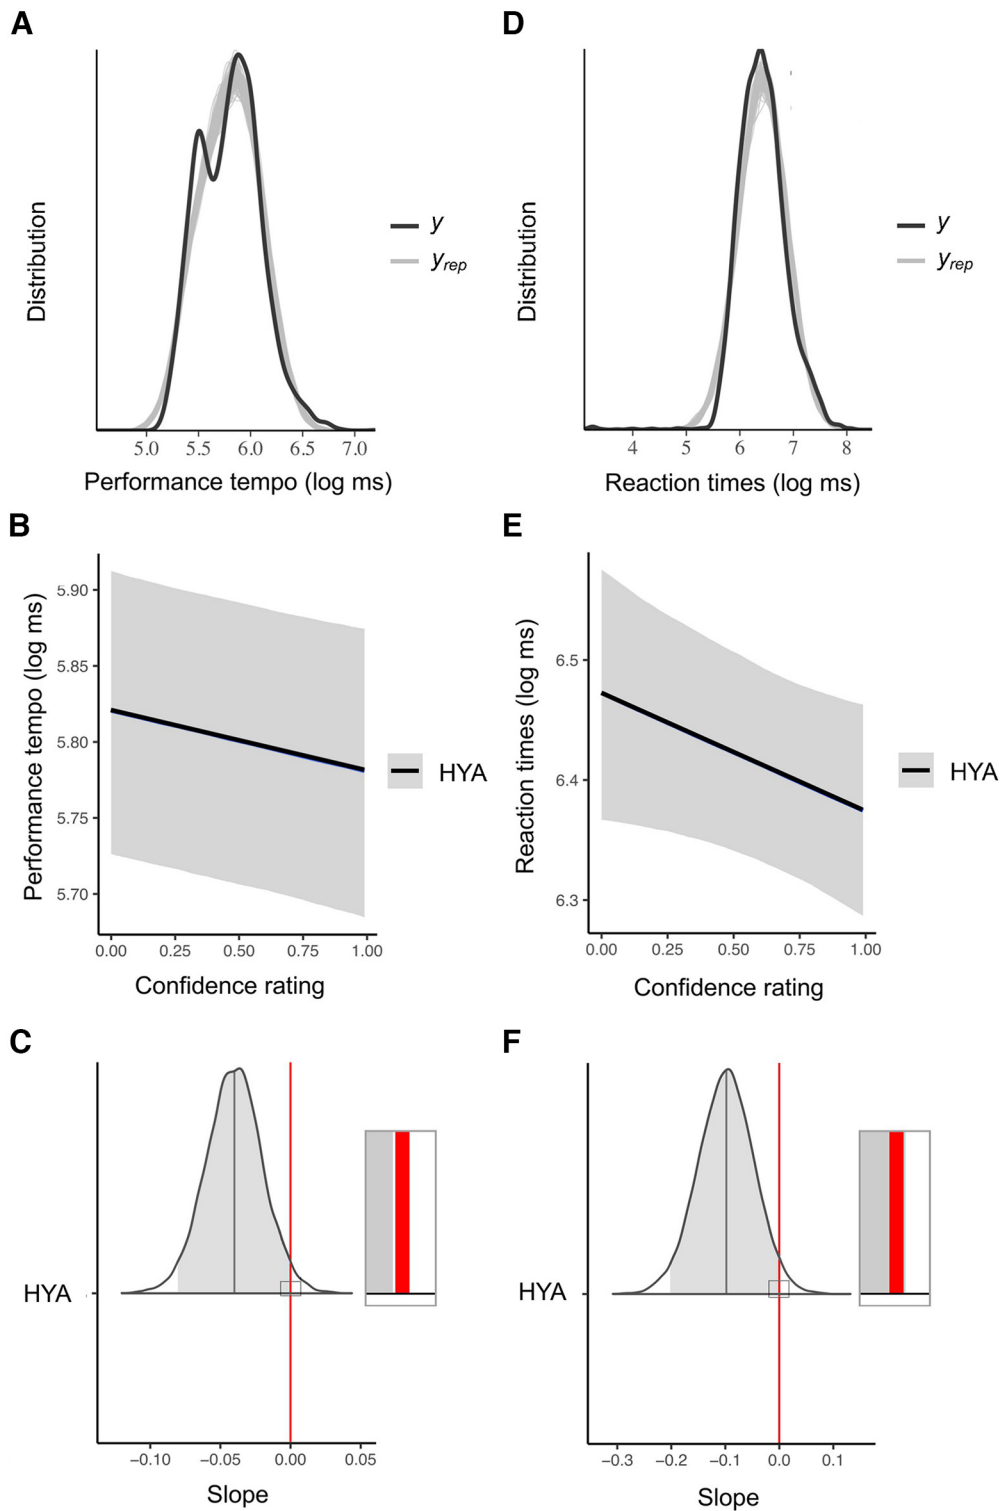 A
Distribution
y
y_rep
5.0 5.5 6.0 6.5 7.0
Performance tempo (log ms)
D
Distribution
y
y_rep
4 5 6 7 8
Reaction times (log ms)
B
Performance tempo (log ms)
5.90
5.85
5.80
5.75
5.70
HYA
0.00 0.25 0.50 0.75 1.00
Confidence rating
E
Reaction times (log ms)
6.5
6.4
6.3
HYA
0.00 0.25 0.50 0.75 1.00
Confidence rating
C
HYA
−0.10 −0.05 0.00 0.05
Slope
F
HYA
−0.3 −0.2 −0.1 0.0 0.1
Slope